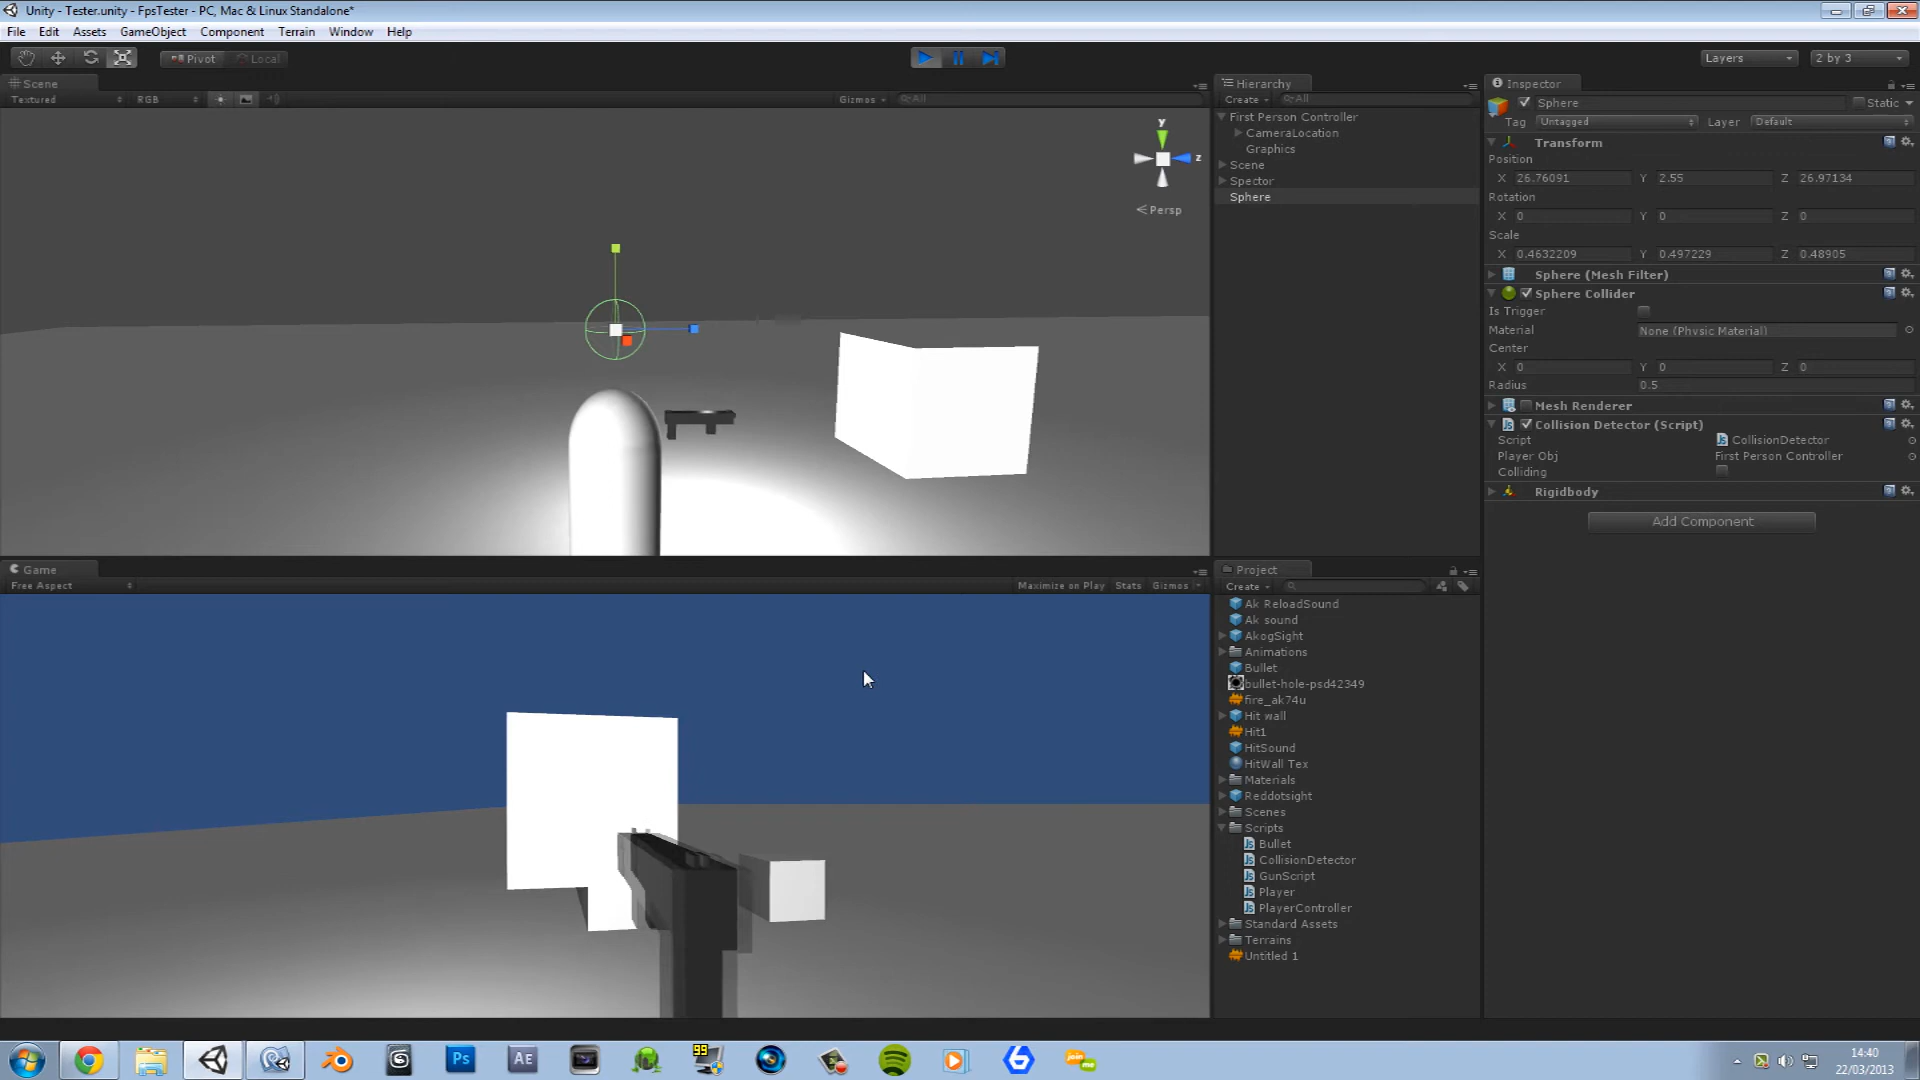 Unity - Tester.unity - FpsTester - PC, Mac & Linux Standalone*
File Edit Assets GameObject Component Terrain Window Help
Pivot Local
Layers
2 by 3
Scene
Textured RGB Gizmos All
y
z
Persp
Hierarchy
Create All
First Person Controller
CameraLocation
Graphics
Scene
Spector
Sphere
Inspector
Sphere Static
Tag Untagged Layer Default
Transform
Position
X 26.76091 Y 2.55 Z 26.97134
Rotation
X 0 Y 0 Z 0
Scale
X 0.4632209 Y 0.497229 Z 0.48905
Sphere (Mesh Filter)
Sphere Collider
Is Trigger
Material None (Physic Material)
Center
X 0 Y 0 Z 0
Radius 0.5
Mesh Renderer
Collision Detector (Script)
Script CollisionDetector
Player Obj First Person Controller
Colliding
Rigidbody
Add Component
Game
Free Aspect Maximize on Play Stats Gizmos
Project
Create
Ak ReloadSound
Ak sound
AkogSight
Animations
Bullet
bullet-hole-psd42349
fire_ak74u
Hit wall
Hit1
HitSound
HitWall Tex
Materials
Reddotsight
Scenes
Scripts
Bullet
CollisionDetector
GunScript
Player
PlayerController
Standard Assets
Terrains
Untitled 1
Ps
AE
99
join
me
14:40
22/03/2013